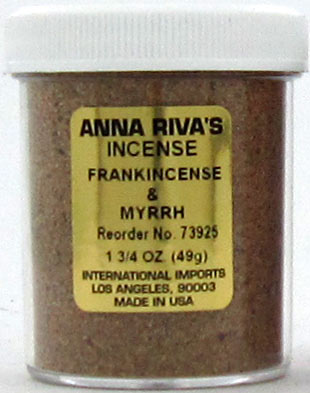 ANNA RIVA'S
INCENSE
FRANKINCENSE
&
MYRRH
Reorder No. 73925
1 3/4 OZ. (49g)
INTERNATIONAL IMPORTS
LOS ANGELES, 90003
MADE IN USA